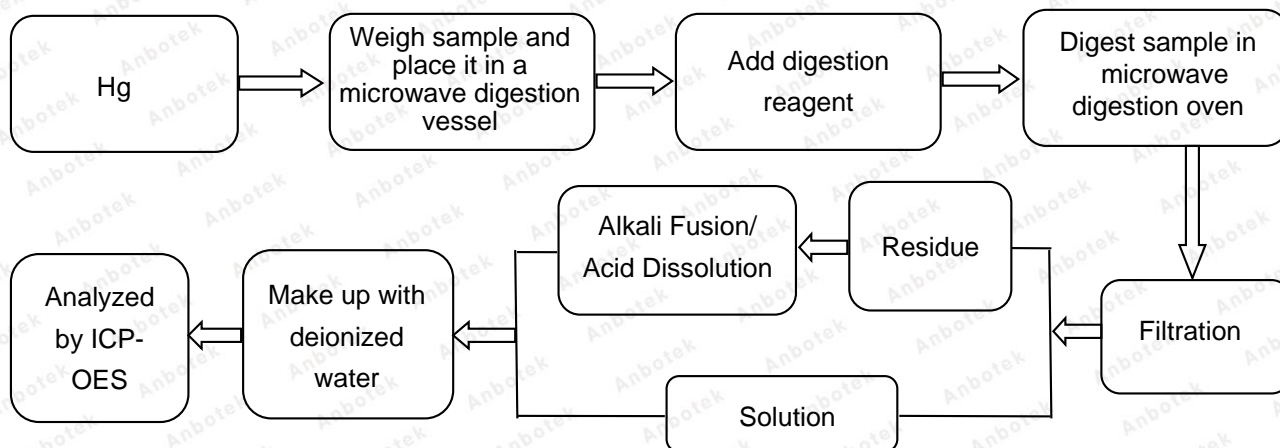 Hg
Weigh sample and
place it in a
microwave digestion
vessel
Add digestion
reagent
Digest sample in
microwave
digestion oven
Filtration
Residue
Alkali Fusion/
Acid Dissolution
Solution
Make up with
deionized
water
Analyzed
by ICP-
OES
Anbotek